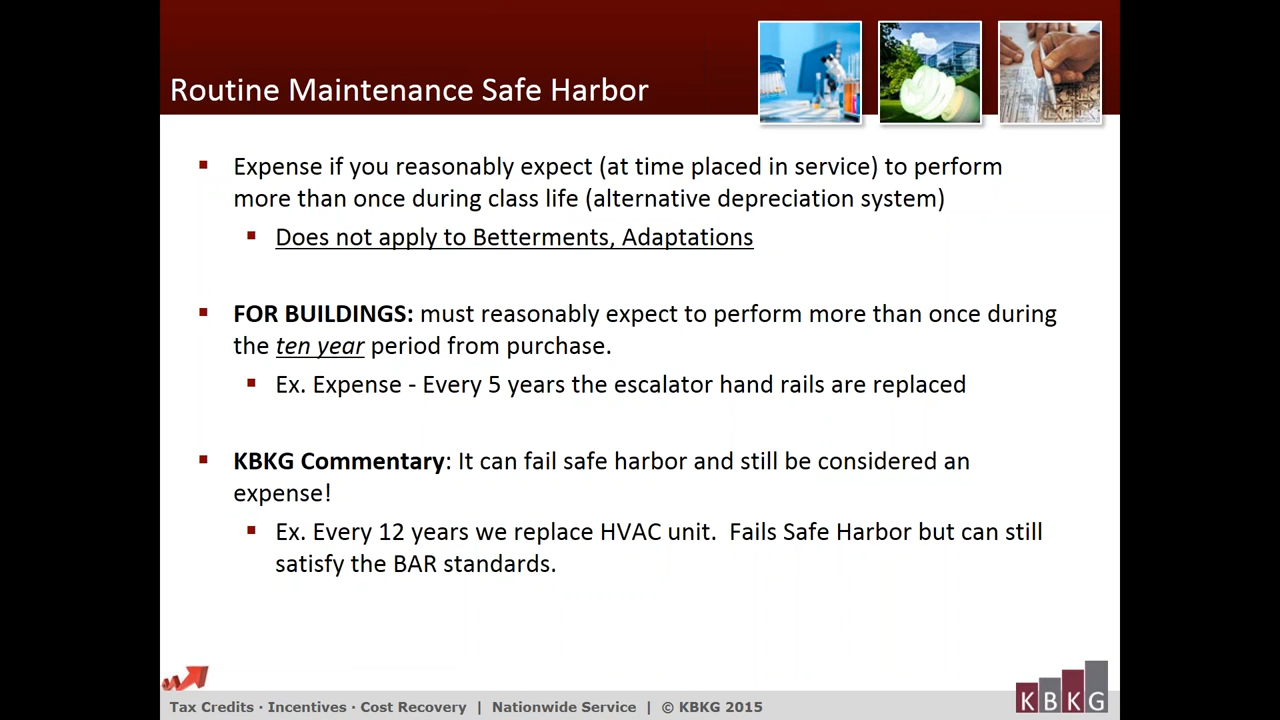 Routine Maintenance Safe Harbor
Expense if you reasonably expect (at time placed in service) to perform
more than once during class life (alternative depreciation system)
Does not apply to Betterments, Adaptations
FOR BUILDINGS: must reasonably expect to perform more than once during
the ten year period from purchase.
Ex. Expense - Every 5 years the escalator hand rails are replaced
KBKG Commentary: It can fail safe harbor and still be considered an
expense!
Ex. Every 12 years we replace HVAC unit.  Fails Safe Harbor but can still
satisfy the BAR standards.
Tax Credits · Incentives · Cost Recovery | Nationwide Service | © KBKG 2015
KBKG